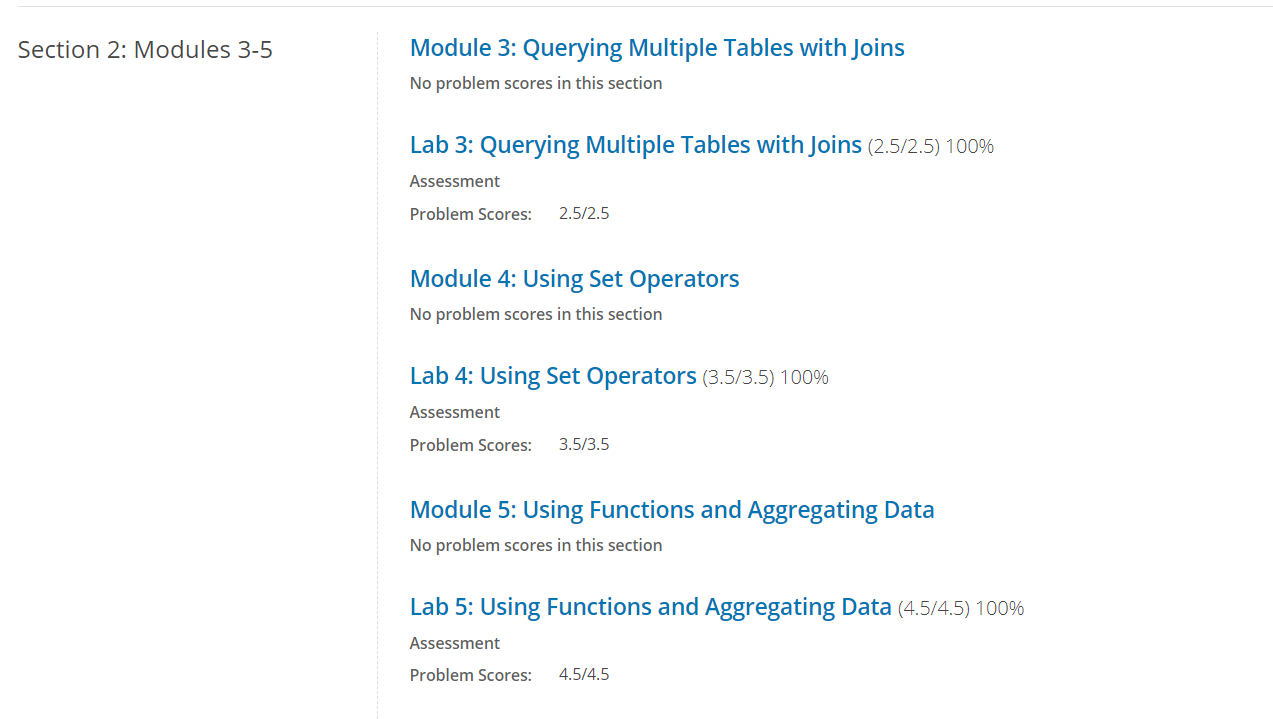 Section 2: Modules 3-5
Module 3: Querying Multiple Tables with Joins
No problem scores in this section
Lab 3: Querying Multiple Tables with Joins (2.5/2.5) 100%
Assessment
Problem Scores: 2.5/2.5
Module 4: Using Set Operators
No problem scores in this section
Lab 4: Using Set Operators (3.5/3.5) 100%
Assessment
Problem Scores: 3.5/3.5
Module 5: Using Functions and Aggregating Data
No problem scores in this section
Lab 5: Using Functions and Aggregating Data (4.5/4.5) 100%
Assessment
Problem Scores: 4.5/4.5